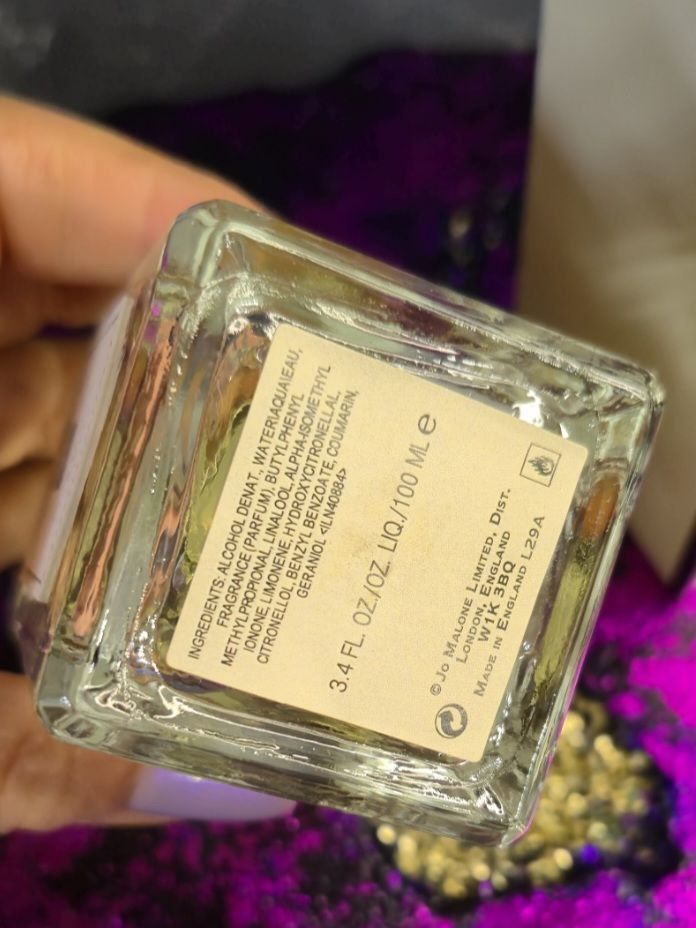 INGREDIENTS: ALCOHOL DENAT., WATER\AQUA\EAU,
FRAGRANCE (PARFUM), BUTYLPHENYL
METHYLPROPIONAL, LINALOOL, ALPHA-ISOMETHYL
IONONE, LIMONENE, HYDROXYCITRONELLAL,
CITRONELLOL, BENZYL BENZOATE, COUMARIN,
GERANIOL <ILN40884>
3.4 FL. OZ./OZ. LIQ./100 ML ℮
©JO MALONE LIMITED, DIST.
LONDON, ENGLAND
W1K 3BQ
MADE IN ENGLAND L29A